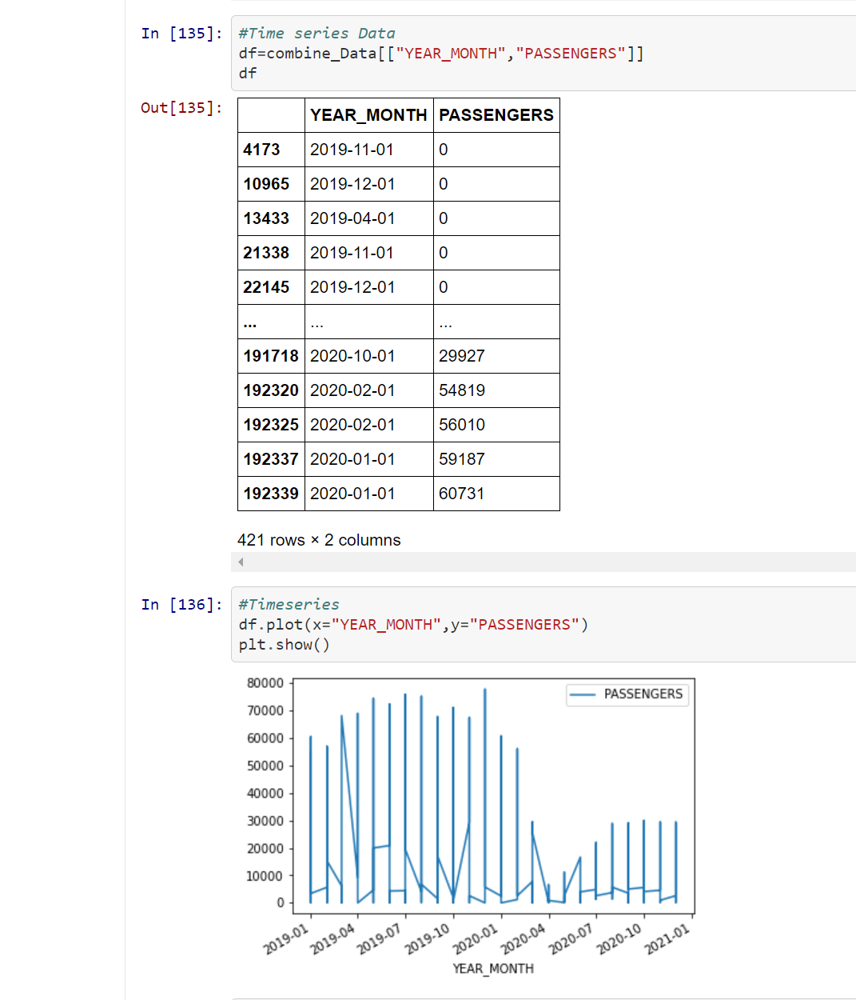 In [135]: #Time series Data
df=combine_Data[["YEAR_MONTH","PASSENGERS"]]
df
Out[135]:
YEAR_MONTH PASSENGERS
4173 2019-11-01 0
10965 2019-12-01 0
13433 2019-04-01 0
21338 2019-11-01 0
22145 2019-12-01 0
... ... ...
191718 2020-10-01 29927
192320 2020-02-01 54819
192325 2020-02-01 56010
192337 2020-01-01 59187
192339 2020-01-01 60731
421 rows × 2 columns
In [136]: #Timeseries
df.plot(x="YEAR_MONTH",y="PASSENGERS")
plt.show()
PASSENGERS
80000
70000
60000
50000
40000
30000
20000
10000
0
2019-01 2019-04 2019-07 2019-10 2020-01 2020-04 2020-07 2020-10 2021-01
YEAR_MONTH